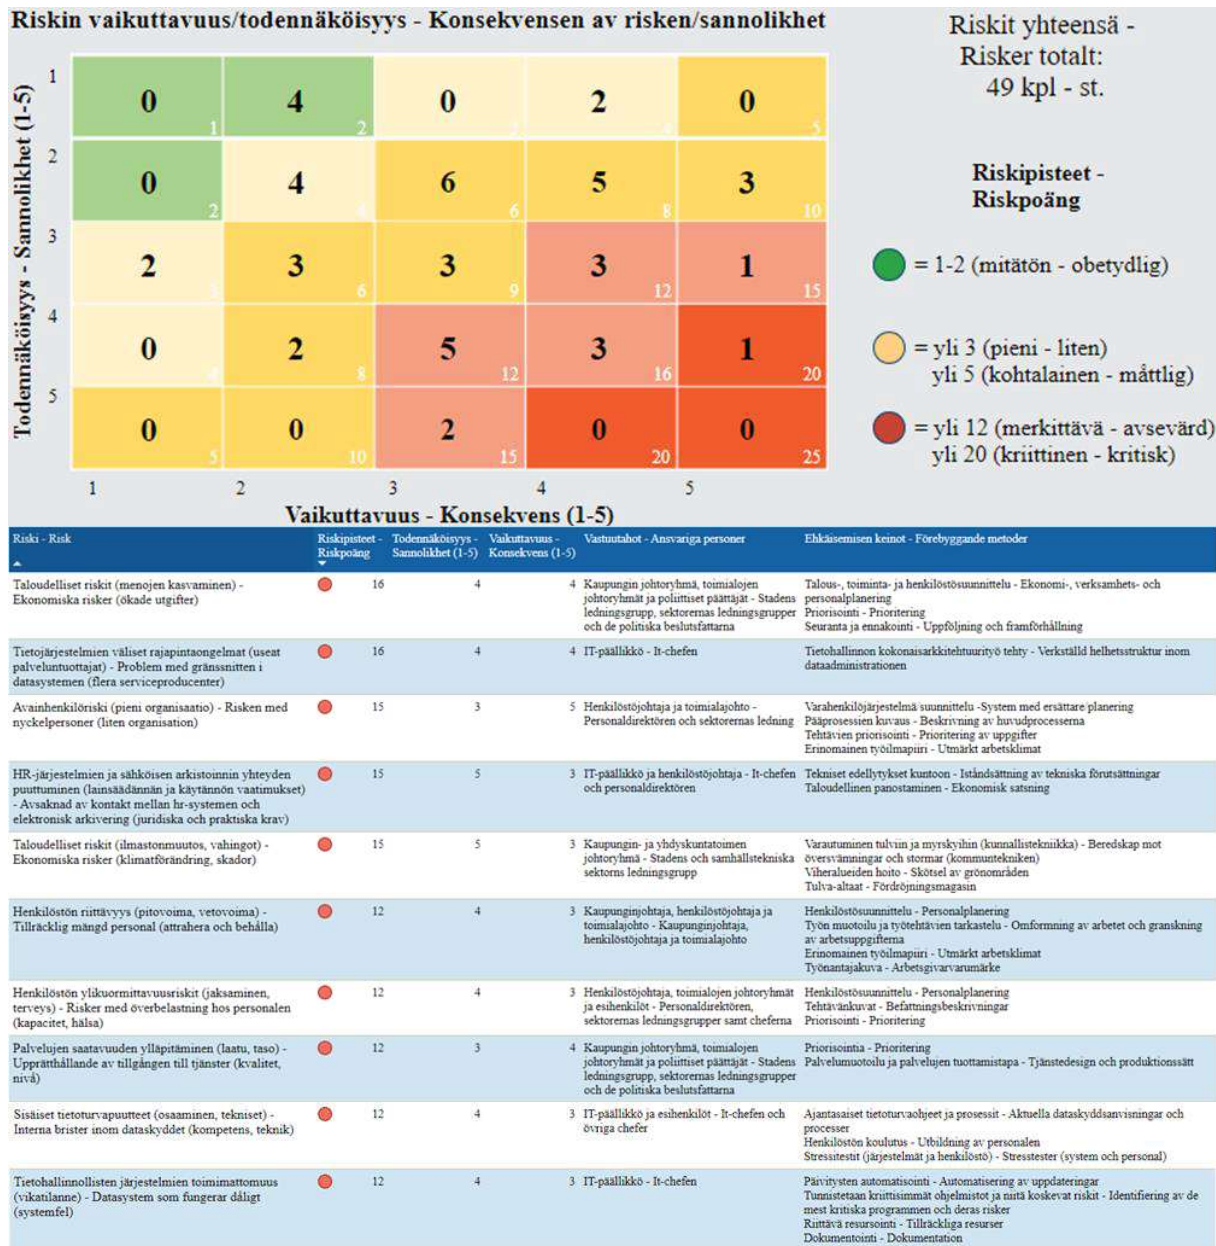 Riskin vaikuttavuus/todennäköisyys - Konsekvensen av risken/sannolikhet
Todennäköisyys - Sannolikhet (1-5)
1
0 1
4 2
0
2
0 5
2
0 2
4 4
6 6
5 8
3 10
3
2 3
3 6
3 9
3 12
1 15
4
0 4
2 8
5 12
3 16
1 20
5
0 5
0 10
2 15
0 20
0 25
1 2 3 4 5
Vaikuttavuus - Konsekvens (1-5)
Riskit yhteensä -
Risker totalt:
49 kpl - st.
Riskipisteet -
Riskpoäng
= 1-2 (mitätön - obetydlig)
= yli 3 (pieni - liten)
yli 5 (kohtalainen - måttlig)
= yli 12 (merkittävä - avsevärd)
yli 20 (kriittinen - kritisk)
Riski - Risk
Riskipisteet -
Riskpoäng
Todennäköisyys -
Sannolikhet (1-5)
Vaikuttavuus -
Konsekvens (1-5)
Vastuutahot - Ansvariga personer
Ehkäisemisen keinot - Förebyggande metoder
Taloudelliset riskit (menojen kasvaminen) -
Ekonomiska risker (ökade utgifter)
16
4
4
Kaupungin johtoryhmä, toimialojen
johtoryhmät ja poliittiset päättäjät - Stadens
ledningsgrupp, sektorernas ledningsgrupper
och de politiska beslutsfattarna
Talous-, toiminta- ja henkilöstösuunnittelu - Ekonomi-, verksamhets- och
personalplanering
Priorisointi - Prioritering
Seuranta ja ennakointi - Uppföljning och framförhållning
Tietojärjestelmien väliset rajapintaongelmat (useat
palveluntuottajat) - Problem med gränssnitten i
datasystemen (flera serviceproducenter)
16
4
4
IT-päällikkö - It-chefen
Tietohallinnon kokonaisarkkitehtuurityö tehty - Verkställd helhetsstruktur inom
dataadministrationen
Avainhenkilöriski (pieni organisaatio) - Risken med
nyckelpersoner (liten organisation)
15
3
5
Henkilöstöjohtaja ja toimialajohto -
Personaldirektören och sektorernas ledning
Varahenkilöjärjestelmä/suunnittelu -System med ersättare/planering
Pääprosessien kuvaus - Beskrivning av huvudprocesserna
Tehtävien priorisointi - Prioritering av uppgifter
Erinomainen työilmapiiri - Utmärkt arbetsklimat
HR-järjestelmien ja sähköisen arkistoinnin yhteyden
puuttuminen (lainsäädännän ja käytännön vaatimukset)
- Avsaknad av kontakt mellan hr-systemen och
elektronisk arkivering (juridiska och praktiska krav)
15
5
3
IT-päällikkö ja henkilöstöjohtaja - It-chefen
och personaldirektören
Tekniset edellytykset kuntoon - Iståndsättning av tekniska förutsättningar
Taloudellinen panostaminen - Ekonomisk satsning
Taloudelliset riskit (ilmastonmuutos, vahingot) -
Ekonomiska risker (klimatförändring, skador)
15
5
3
Kaupungin- ja yhdyskuntatoimen
johtoryhmä - Stadens och samhällstekniska
sektorns ledningsgrupp
Varautuminen tulviin ja myrskyihin (kunnallistekniikka) - Beredskap mot
översvämningar och stormar (kommuntekniken)
Viheralueiden hoito - Skötsel av grönområden
Tulva-altaat - Fördröjningsmagasin
Henkilöstön riittävyys (pitovoima, vetovoima) -
Tillräcklig mängd personal (attrahera och behålla)
12
4
3
Kaupunginjohtaja, henkilöstöjohtaja ja
toimialajohto - Kaupunginjohtaja,
henkilöstöjohtaja ja toimialajohto
Henkilöstösuunnittelu - Personalplanering
Työn muotoilu ja työtehtävien tarkastelu - Omformning av arbetet och granskning
av arbetsuppgifterna
Erinomainen työilmapiiri - Utmärkt arbetsklimat
Työnantajakuva - Arbetsgivarvarumärke
Henkilöstön ylikuormittavuusriskit (jaksaminen,
terveys) - Risker med överbelastning hos personalen
(kapacitet, hälsa)
12
4
3
Henkilöstöjohtaja, toimialojen johtoryhmät
ja esihenkilöt - Personaldirektören,
sektorernas ledningsgrupper samt cheferna
Henkilöstösuunnittelu - Personalplanering
Tehtävänkuvat - Befattningsbeskrivningar
Priorisointi - Prioritering
Palvelujen saatavuuden ylläpitäminen (laatu, taso) -
Upprätthållande av tillgången till tjänster (kvalitet,
nivå)
12
3
4
Kaupungin johtoryhmä, toimialojen
johtoryhmät ja poliittiset päättäjät - Stadens
ledningsgrupp, sektorernas ledningsgrupper
och de politiska beslutsfattarna
Priorisointia - Prioritering
Palvelumuotoilu ja palvelujen tuottamistapa - Tjänstedesign och produktionssätt
Sisäiset tietoturvapuutteet (osaaminen, tekniset) -
Interna brister inom dataskyddet (kompetens, teknik)
12
4
3
IT-päällikkö ja esihenkilöt - It-chefen och
övriga chefer
Ajantasaiset tietoturvaohjeet ja prosessit - Aktuella dataskyddsanvisningar och
processer
Henkilöstön koulutus - Utbildning av personalen
Stressitestit (järjestelmät ja henkilöstö) - Stresstester (system och personal)
Tietohallinnollisten järjestelmien toimimattomuus
(vikatilanne) - Datasystem som fungerar dåligt
(systemfel)
12
4
3
IT-päällikkö - It-chefen
Päivitysten automatisointi - Automatisering av uppdateringar
Tunnistetaan kriittisimmät ohjelmistot ja niitä koskevat riskit - Identifiering av de
mest kritiska programmen och deras risker
Riittävä resursointi - Tillräckliga resurser
Dokumentointi - Dokumentation